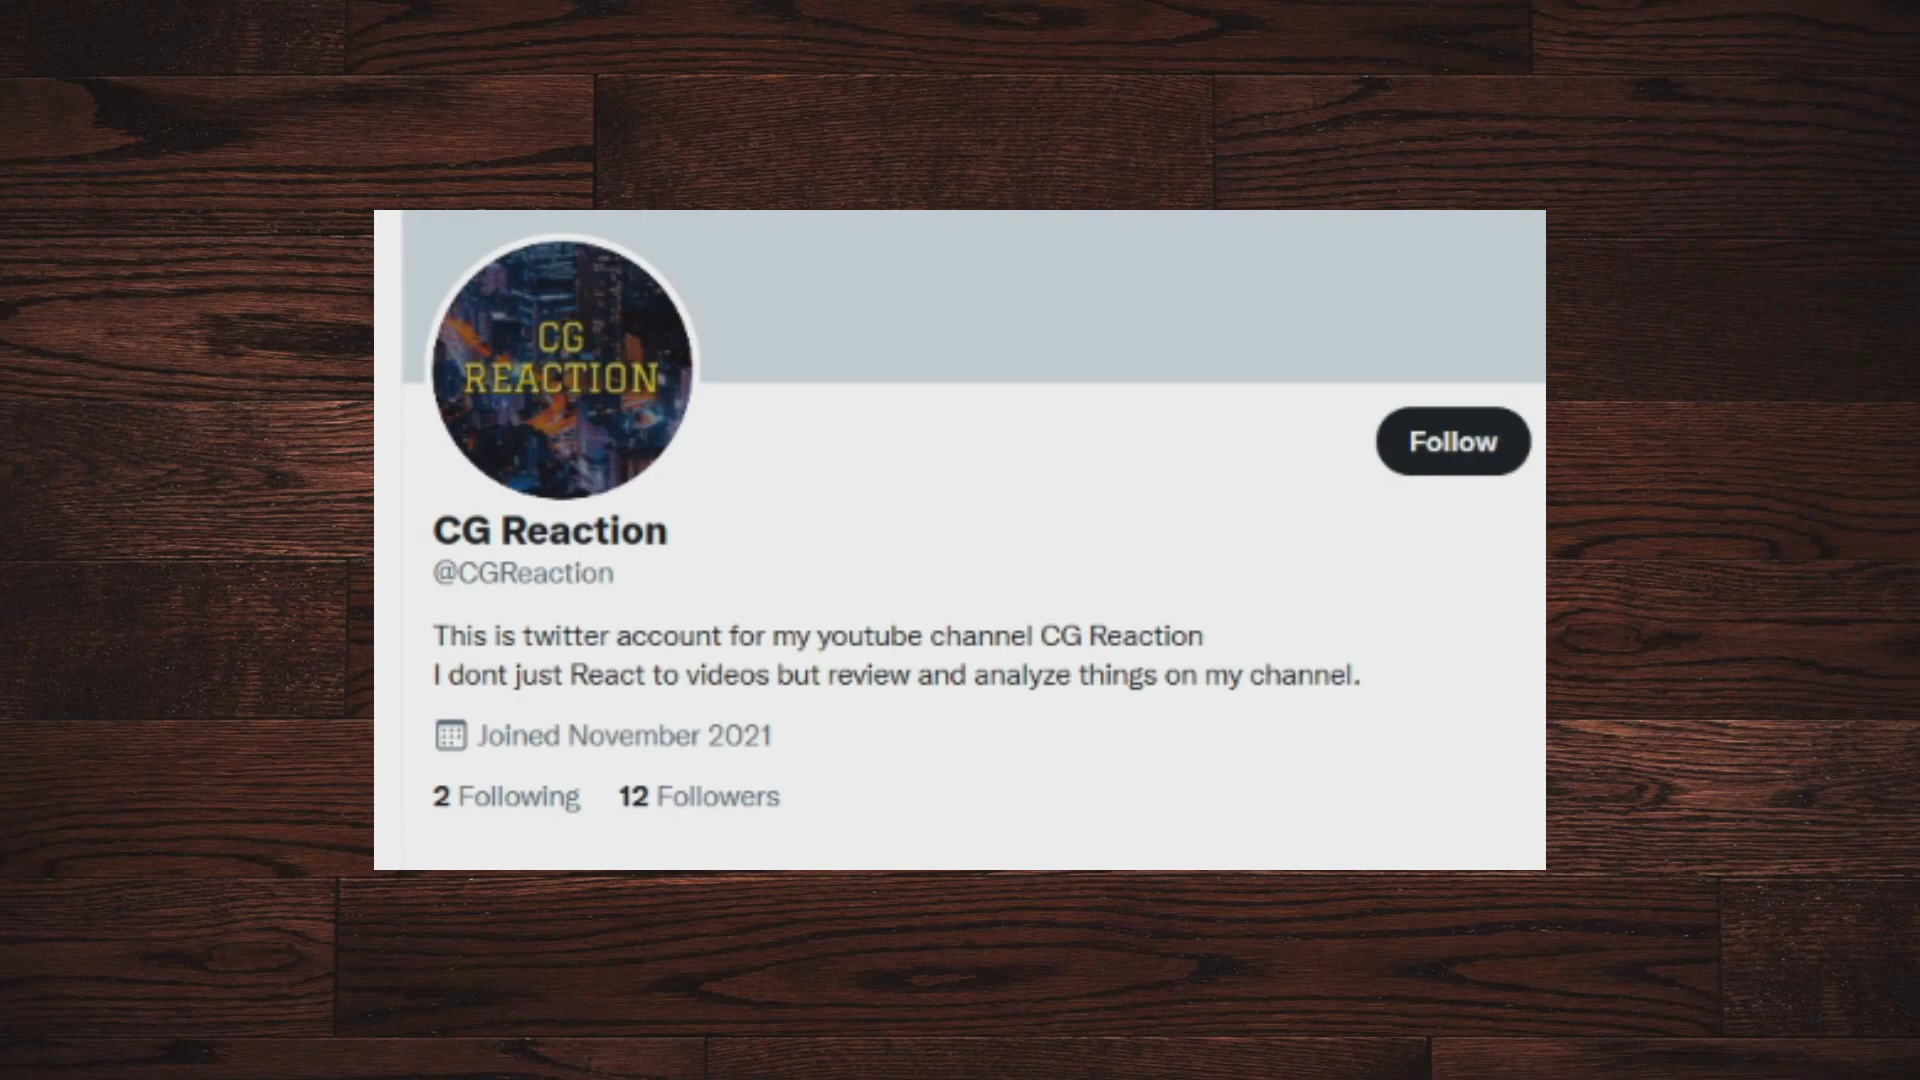 CG
REACTION
Follow
CG Reaction
@CGReaction
This is twitter account for my youtube channel CG Reaction
I dont just React to videos but review and analyze things on my channel.
Joined November 2021
2 Following 12 Followers